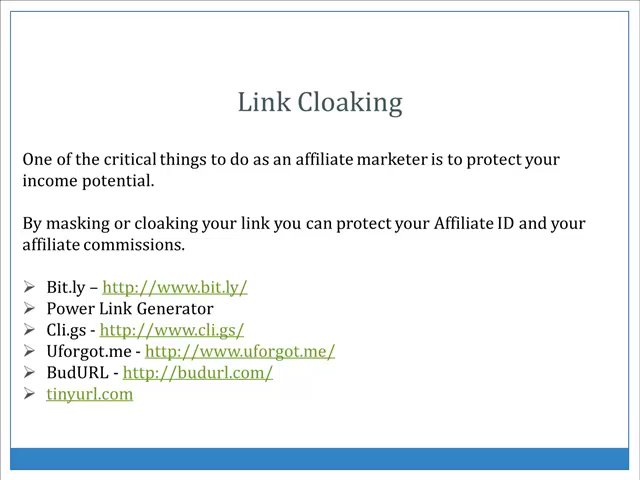 Link Cloaking
One of the critical things to do as an affiliate marketer is to protect your
income potential.
By masking or cloaking your link you can protect your Affiliate ID and your
affiliate commissions.
➢ Bit.ly – http://www.bit.ly/
➢ Power Link Generator
➢ Cli.gs - http://www.cli.gs/
➢ Uforgot.me - http://www.uforgot.me/
➢ BudURL - http://budurl.com/
➢ tinyurl.com